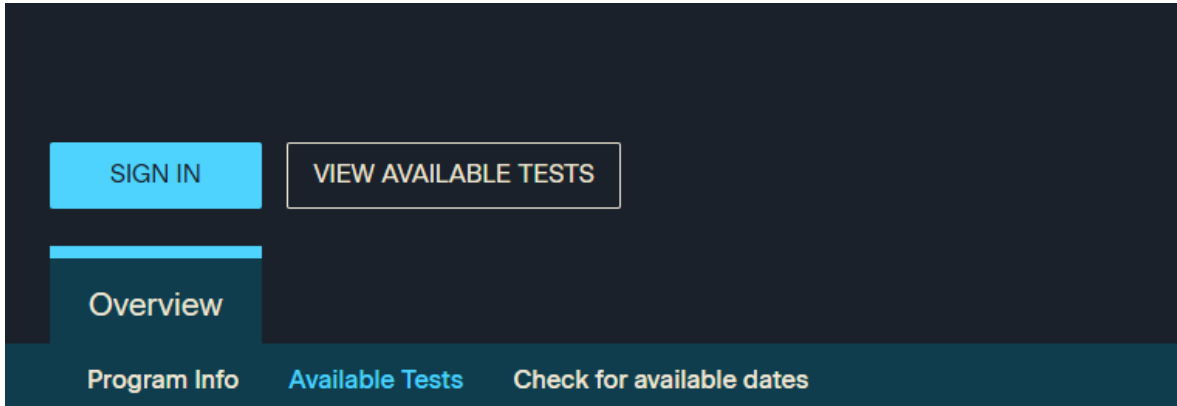 SIGN IN VIEW AVAILABLE TESTS
Overview
Program Info Available Tests Check for available dates